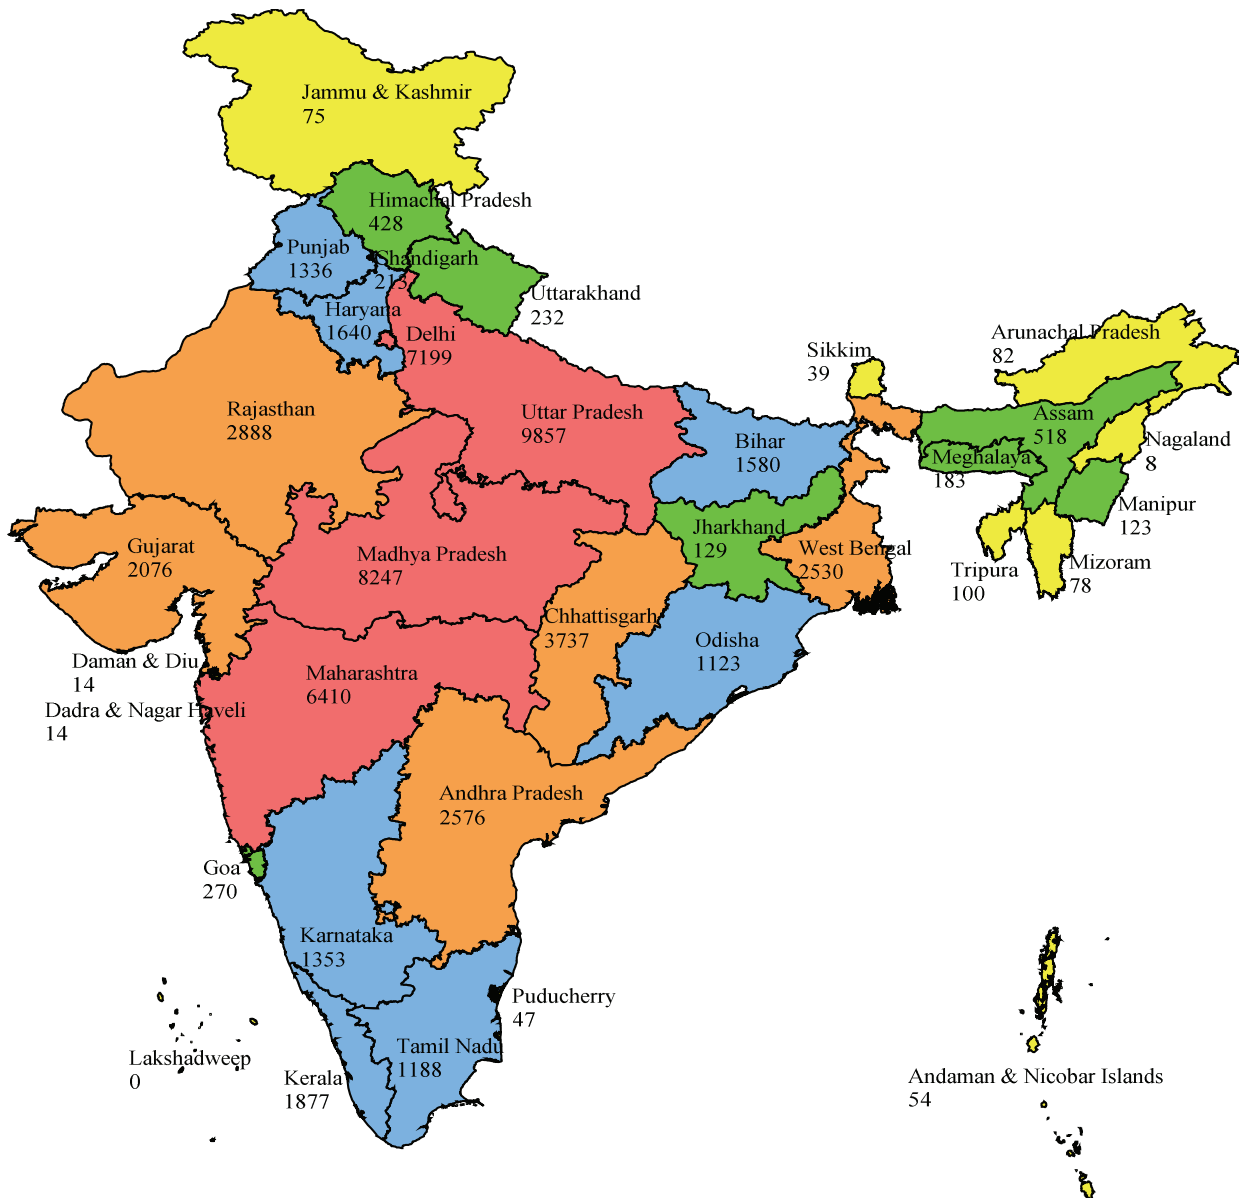 Jammu & Kashmir
75
Himachal Pradesh
428
Punjab
1336
Chandigarh
213
Uttarakhand
232
Haryana
1640
Delhi
7199
Arunachal Pradesh
82
Sikkim
39
Rajasthan
2888
Uttar Pradesh
9857
Bihar
1580
Assam
518
Nagaland
8
Meghalaya
183
Manipur
123
Jharkhand
129
Gujarat
2076
Madhya Pradesh
8247
West Bengal
2530
Tripura
100
Mizoram
78
Chhattisgarh
3737
Odisha
1123
Daman & Diu
14
Maharashtra
6410
Dadra & Nagar Haveli
14
Andhra Pradesh
2576
Goa
270
Karnataka
1353
Puducherry
47
Lakshadweep
0
Tamil Nadu
1188
Kerala
1877
Andaman & Nicobar Islands
54